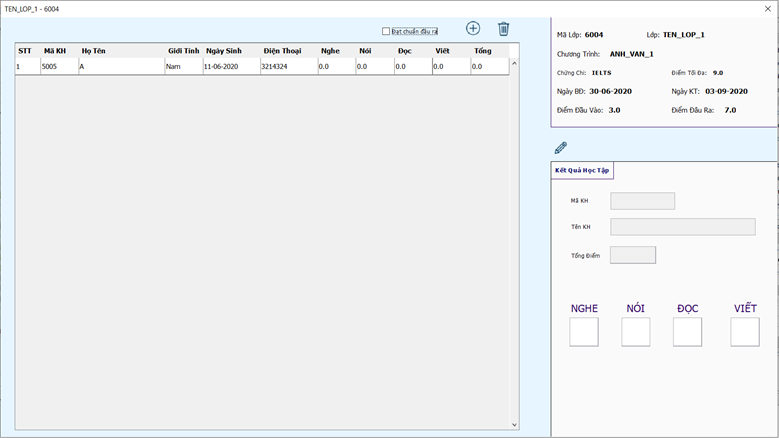 TEN_LOP_1 - 6004
Đạt chuẩn đầu ra
STT Mã KH Họ Tên Giới Tính Ngày Sinh Điện Thoại Nghe Nói Đọc Viết Tổng
1 5005 A Nam 11-06-2020 3214324 0.0 0.0 0.0 0.0 0.0
Mã Lớp: 6004 Lớp: TEN_LOP_1
Chương Trình: ANH_VAN_1
Chứng Chỉ: IELTS Điểm Tối Đa: 9.0
Ngày BĐ: 30-06-2020 Ngày KT: 03-09-2020
Điểm Đầu Vào: 3.0 Điểm Đầu Ra: 7.0
Kết Quả Học Tập
Mã KH
Tên KH
Tổng Điểm
NGHE NÓI ĐỌC VIẾT